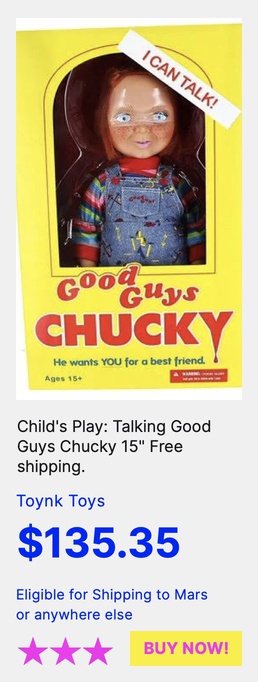 I CAN TALK!
Good
Guys
CHUCKY
He wants YOU for a best friend.
Ages 15+
WARNING:
Child's Play: Talking Good
Guys Chucky 15" Free
shipping.
Toynk Toys
$135.35
Eligible for Shipping to Mars
or anywhere else
BUY NOW!